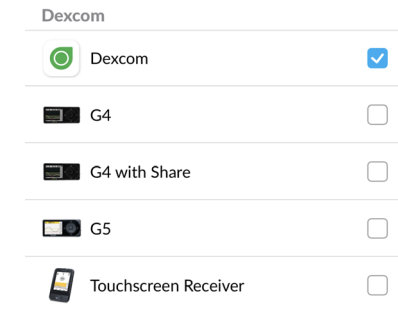 Dexcom
Dexcom
G4
G4 with Share
G5
Touchscreen Receiver